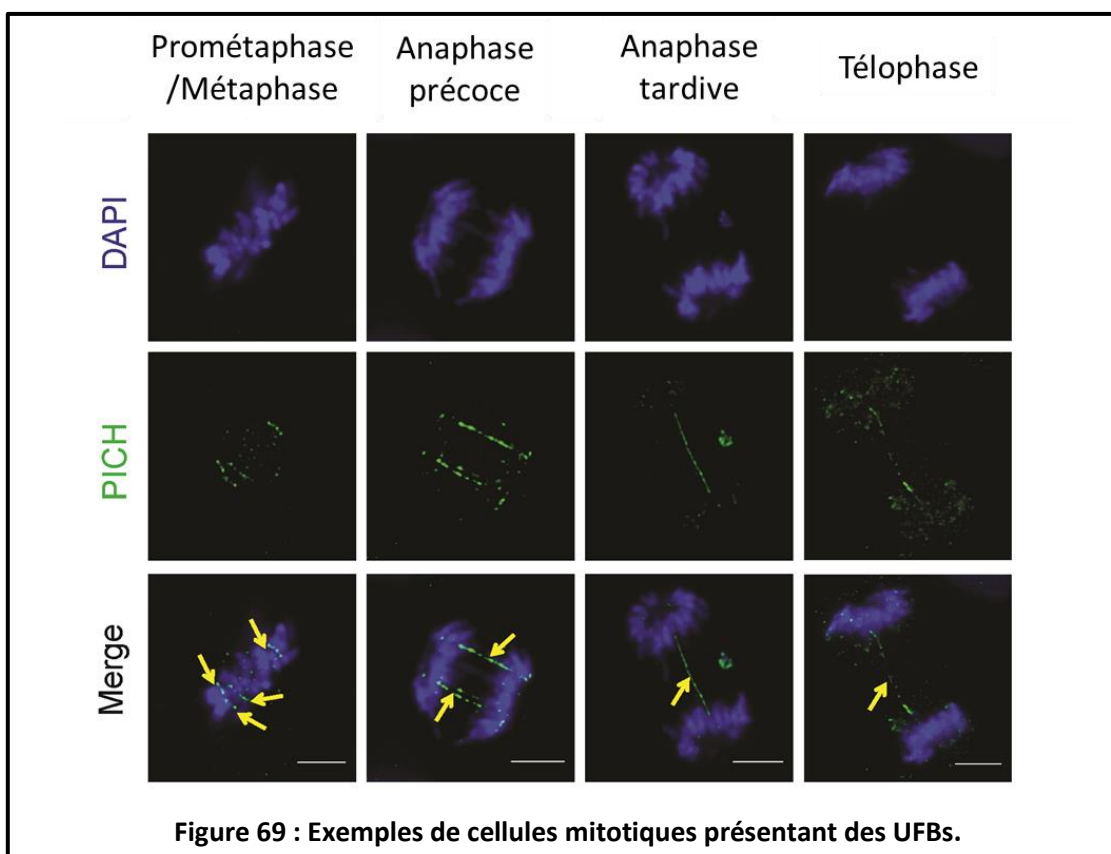 Prométaphase
/Métaphase
Anaphase
précoce
Anaphase
tardive
Télophase
DAPI
PICH
Merge
Figure 69 : Exemples de cellules mitotiques présentant des UFBs.